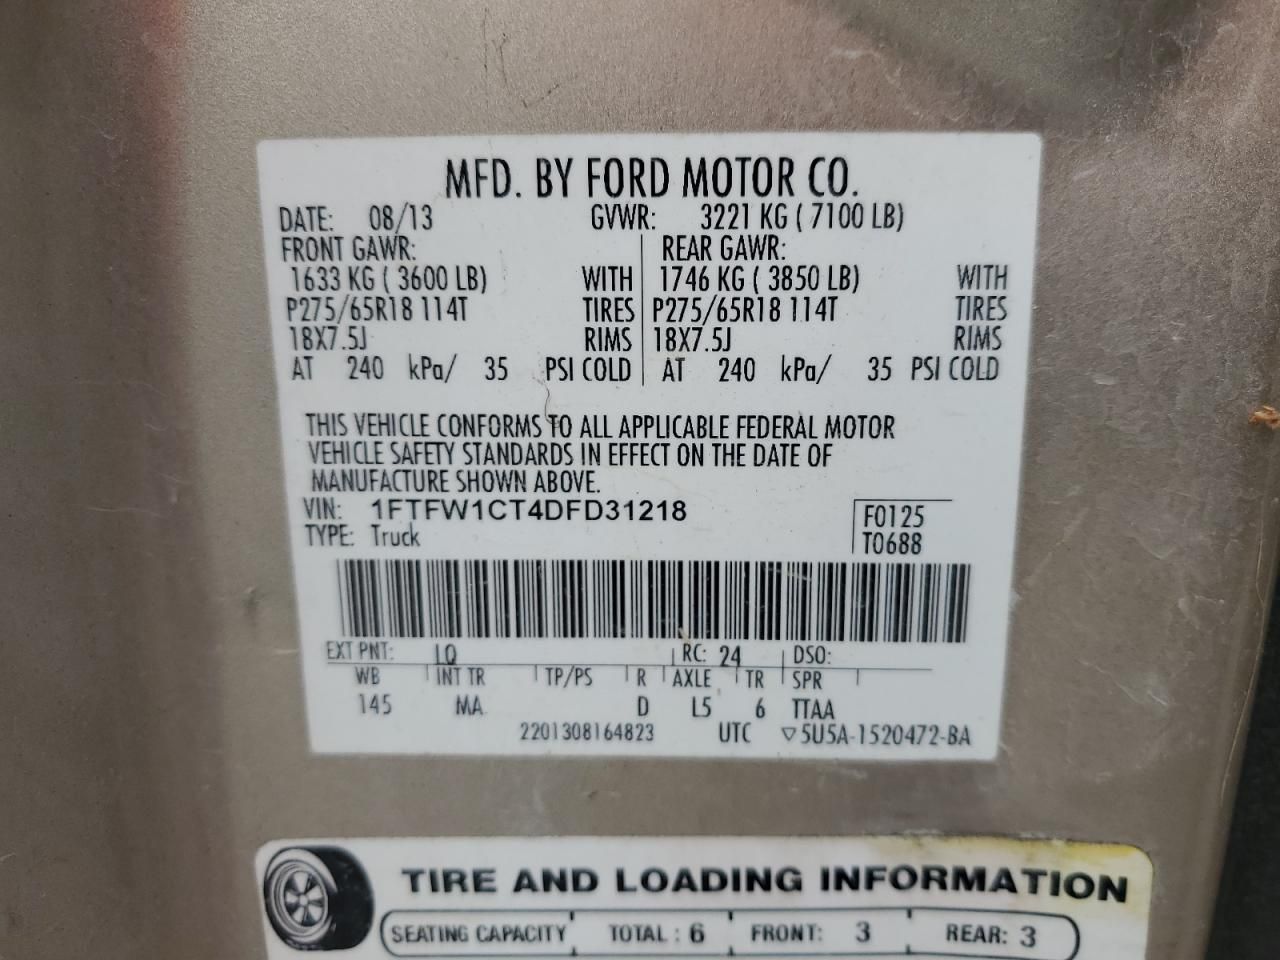 MFD. BY FORD MOTOR CO.
DATE: 08/13 GVWR: 3221 KG ( 7100 LB)
FRONT GAWR: REAR GAWR:
1633 KG ( 3600 LB) WITH 1746 KG ( 3850 LB) WITH
P275/65R18 114T TIRES P275/65R18 114T TIRES
18X7.5J RIMS 18X7.5J RIMS
AT 240 kPa/ 35 PSI COLD AT 240 kPa/ 35 PSI COLD
THIS VEHICLE CONFORMS TO ALL APPLICABLE FEDERAL MOTOR
VEHICLE SAFETY STANDARDS IN EFFECT ON THE DATE OF
MANUFACTURE SHOWN ABOVE.
VIN: 1FTFW1CT4DFD31218 F0125
TYPE: Truck T0688
EXT PNT: LQ RC: 24 DSO:
WB INT TR TP/PS R AXLE TR SPR
145 MA D L5 6 TTAA
2201308164823 UTC ▽5U5A-1520472-BA
TIRE AND LOADING INFORMATION
SEATING CAPACITY TOTAL : 6 FRONT: 3 REAR: 3